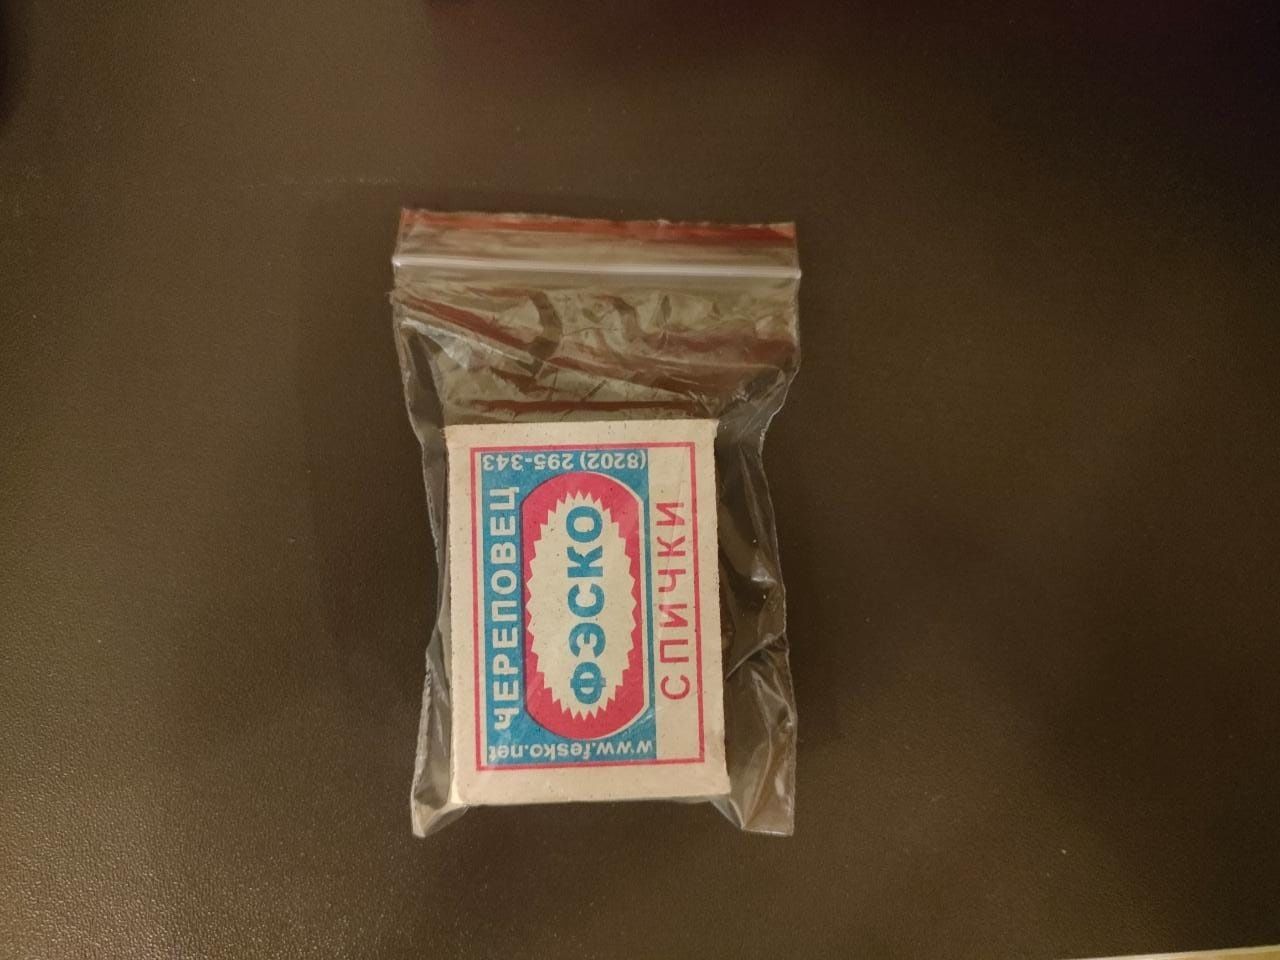 ЧЕРЕПОВЕЦ
(8202) 295-343
ФЭСКО
www.fesko.net
СПИЧКИ